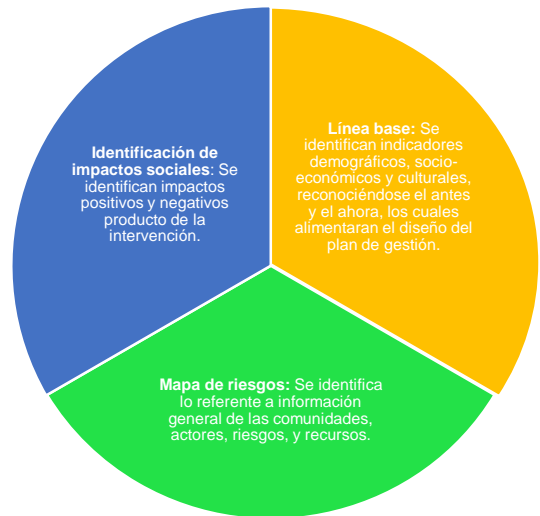 Identificación de
impactos sociales: Se
identifican impactos
positivos y negativos
producto de la
intervención.
Línea base: Se
identifican indicadores
demográficos, socio-
económicos y culturales,
reconociéndose el antes
y el ahora, los cuales
alimentaran el diseño del
plan de gestión.
Mapa de riesgos: Se identifica
lo referente a información
general de las comunidades,
actores, riesgos, y recursos.